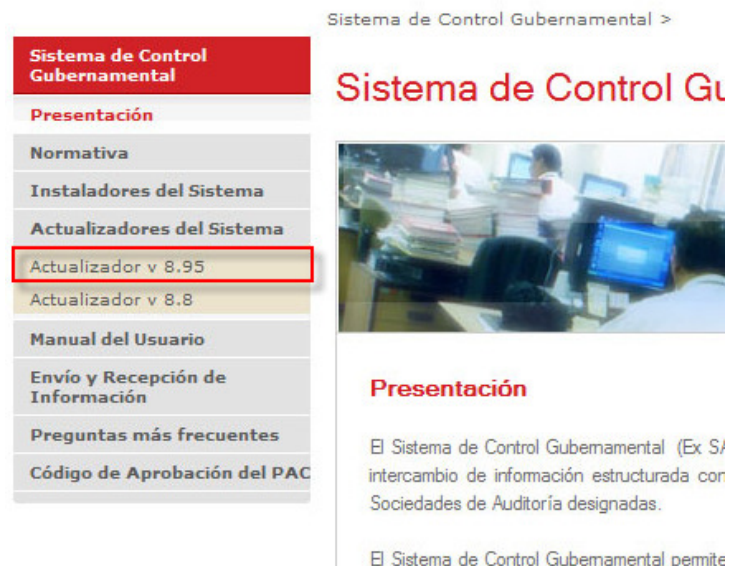 Sistema de Control Gubernamental >
Sistema de Control
Gubernamental
Presentación
Normativa
Instaladores del Sistema
Actualizadores del Sistema
Actualizador v 8.95
Actualizador v 8.8
Manual del Usuario
Envío y Recepción de
Información
Preguntas más frecuentes
Código de Aprobación del PAC
Sistema de Control Gu
Presentación
El Sistema de Control Gubernamental (Ex SA
intercambio de información estructurada con
Sociedades de Auditoría designadas.
El Sistema de Control Gubernamental permite